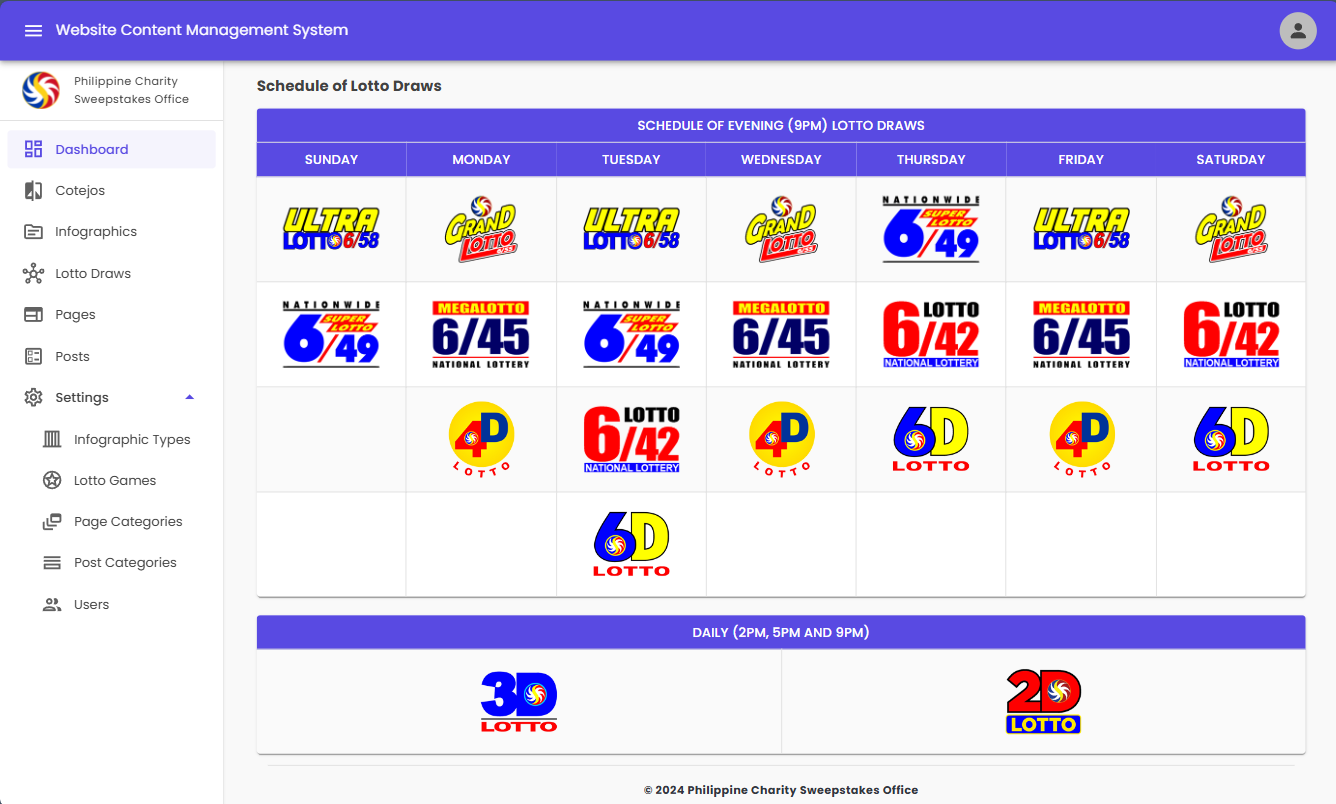 Website Content Management System
Philippine Charity
Sweepstakes Office
Dashboard
Cotejos
Infographics
Lotto Draws
Pages
Posts
Settings
Infographic Types
Lotto Games
Page Categories
Post Categories
Users
Schedule of Lotto Draws
SCHEDULE OF EVENING (9PM) LOTTO DRAWS
SUNDAY MONDAY TUESDAY WEDNESDAY THURSDAY FRIDAY SATURDAY
ULTRA LOTTO 6/58
GRAND LOTTO 6/55
ULTRA LOTTO 6/58
GRAND LOTTO 6/55
NATIONWIDE SUPER LOTTO 6/49
ULTRA LOTTO 6/58
GRAND LOTTO 6/55
NATIONWIDE SUPER LOTTO 6/49
MEGALOTTO 6/45 NATIONAL LOTTERY
NATIONWIDE SUPER LOTTO 6/49
MEGALOTTO 6/45 NATIONAL LOTTERY
LOTTO 6/42 NATIONAL LOTTERY
MEGALOTTO 6/45 NATIONAL LOTTERY
LOTTO 6/42 NATIONAL LOTTERY
4D LOTTO
LOTTO 6/42 NATIONAL LOTTERY
4D LOTTO
6D LOTTO
4D LOTTO
6D LOTTO
6D LOTTO
DAILY (2PM, 5PM AND 9PM)
3D LOTTO
2D LOTTO
© 2024 Philippine Charity Sweepstakes Office